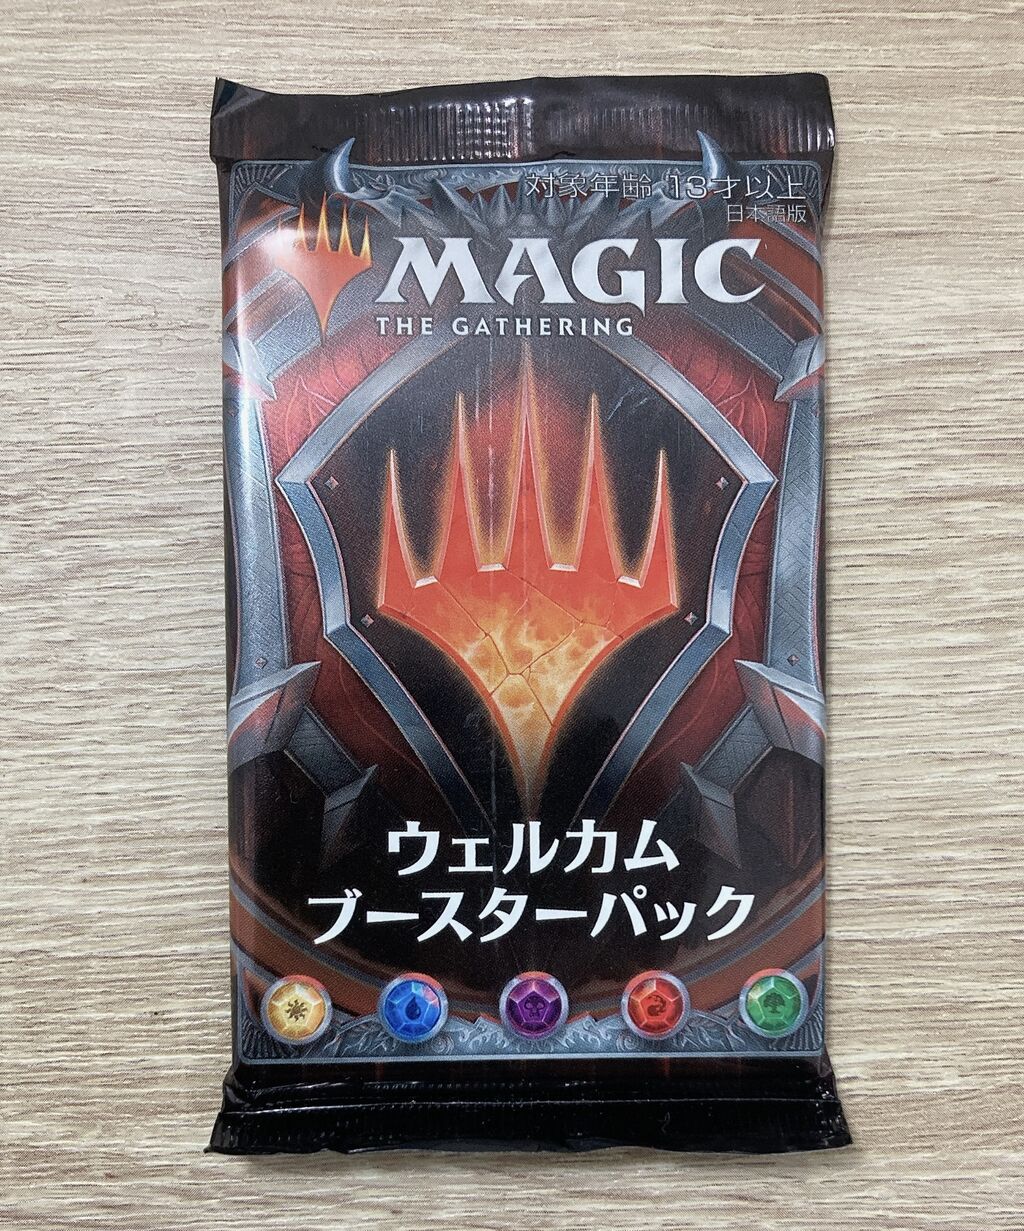 対象年齢 13才以上
日本語版
MAGIC
THE GATHERING
ウェルカム
ブースターパック